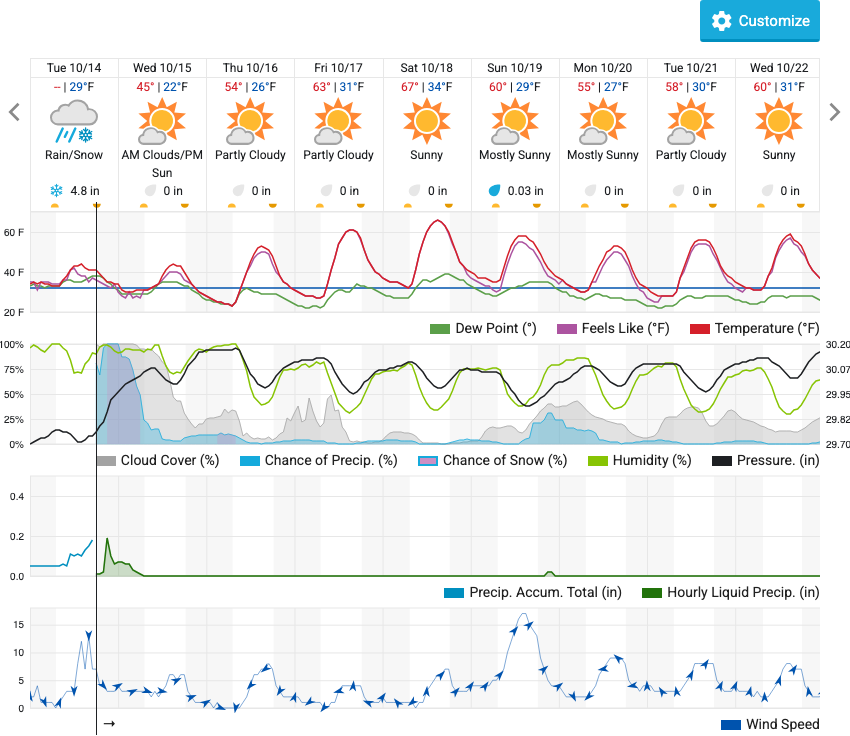 Customize
Tue 10/14 Wed 10/15 Thu 10/16 Fri 10/17 Sat 10/18 Sun 10/19 Mon 10/20 Tue 10/21 Wed 10/22
-- | 29°F 45° | 22°F 54° | 26°F 63° | 31°F 67° | 34°F 60° | 29°F 55° | 27°F 58° | 30°F 60° | 31°F
Rain/Snow AM Clouds/PM Sun Partly Cloudy Partly Cloudy Sunny Mostly Sunny Mostly Sunny Partly Cloudy Sunny
4.8 in 0 in 0 in 0 in 0 in 0.03 in 0 in 0 in 0 in
60 F
40 F
20 F
Dew Point (°) Feels Like (°F) Temperature (°F)
100% 30.20
75% 30.07
50% 29.95
25% 29.82
0% 29.70
Cloud Cover (%) Chance of Precip. (%) Chance of Snow (%) Humidity (%) Pressure. (in)
0.4
0.2
0.0
Precip. Accum. Total (in) Hourly Liquid Precip. (in)
15
10
5
0
→
Wind Speed